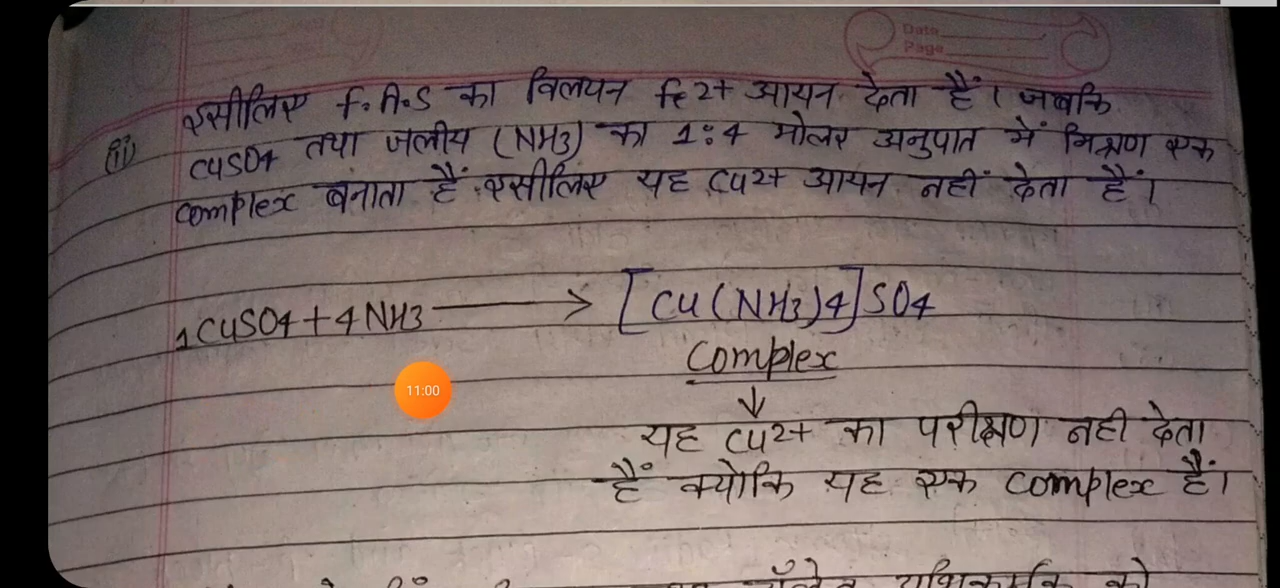 Date
Page
इसीलिए F.A.S का विलयन Fe2+ आयन देता हैं। जबकि
(ii) CuSO4 तथा जलीय (NH3) का 1:4 मोलर अनुपात में मिश्रण एक
complex बनाता हैं इसीलिए यह Cu2+ आयन नहीं देता हैं।
1CuSO4 + 4NH3 → [Cu(NH3)4]SO4
Complex
↓
यह Cu2+ का परीक्षण नही देता
हैं क्योकि यह एक complex हैं।
11:00